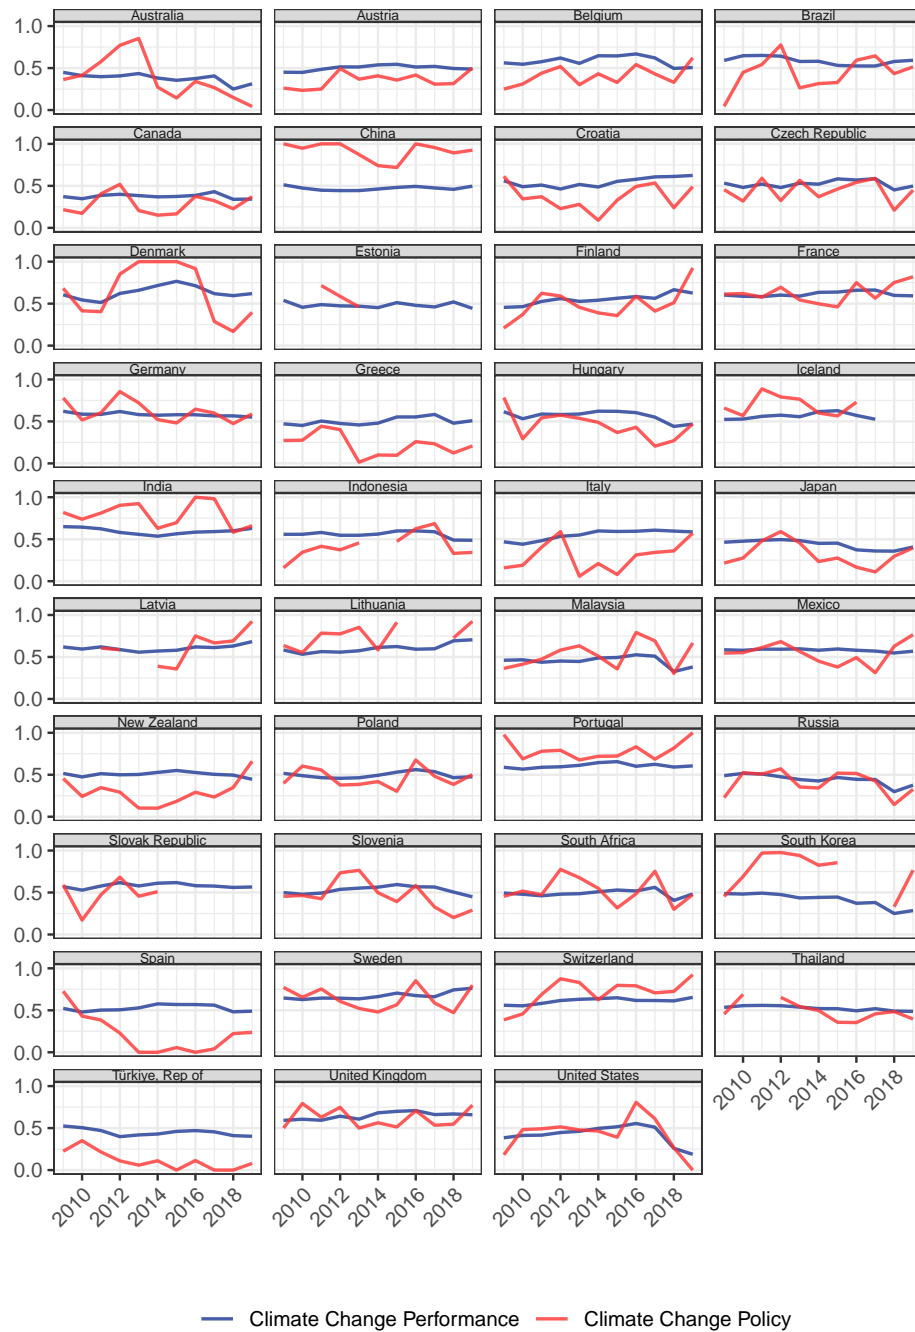 Australia Austria Belgium Brazil
1.0
0.5
0.0
Canada China Croatia Czech Republic
1.0
0.5
0.0
Denmark Estonia Finland France
1.0
0.5
0.0
Germany Greece Hungary Iceland
1.0
0.5
0.0
India Indonesia Italy Japan
1.0
0.5
0.0
Latvia Lithuania Malaysia Mexico
1.0
0.5
0.0
New Zealand Poland Portugal Russia
1.0
0.5
0.0
Slovak Republic Slovenia South Africa South Korea
1.0
0.5
0.0
Spain Sweden Switzerland Thailand
1.0
0.5
0.0
2010 2012 2014 2016 2018
Türkiye, Rep of United Kingdom United States
1.0
0.5
0.0
2010 2012 2014 2016 2018 2010 2012 2014 2016 2018 2010 2012 2014 2016 2018
Climate Change Performance Climate Change Policy